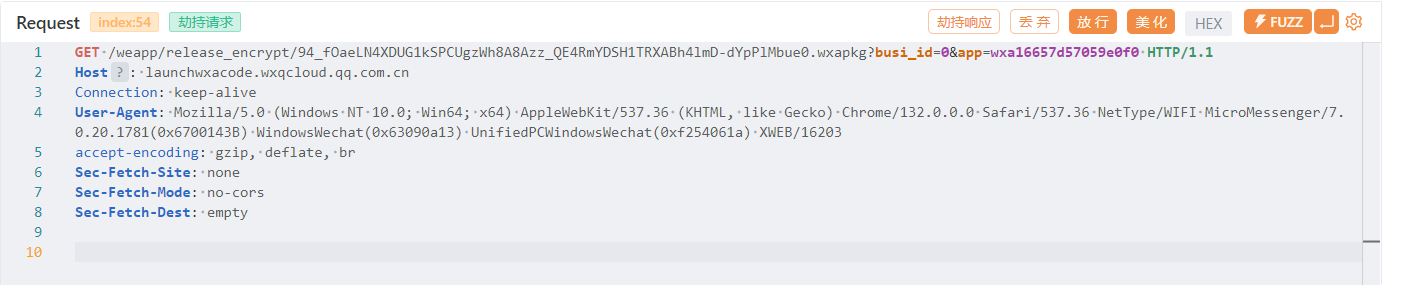 Request index:54 劫持请求 劫持响应 丢弃 放行 美化 HEX FUZZ
1 GET /weapp/release_encrypt/94_fOaeLN4XDUG1kSPCUgzWh8A8Azz_QE4RmYDSH1TRXABh4lmD-dYpPlMbue0.wxapkg?busi_id=0&app=wxa16657d57059e0f0 HTTP/1.1
2 Host ? : launchwxacode.wxqcloud.qq.com.cn
3 Connection: keep-alive
4 User-Agent: Mozilla/5.0 (Windows NT 10.0; Win64; x64) AppleWebKit/537.36 (KHTML, like Gecko) Chrome/132.0.0.0 Safari/537.36 NetType/WIFI MicroMessenger/7.
0.20.1781(0x6700143B) WindowsWechat(0x63090a13) UnifiedPCWindowsWechat(0xf254061a) XWEB/16203
5 accept-encoding: gzip, deflate, br
6 Sec-Fetch-Site: none
7 Sec-Fetch-Mode: no-cors
8 Sec-Fetch-Dest: empty
9
10